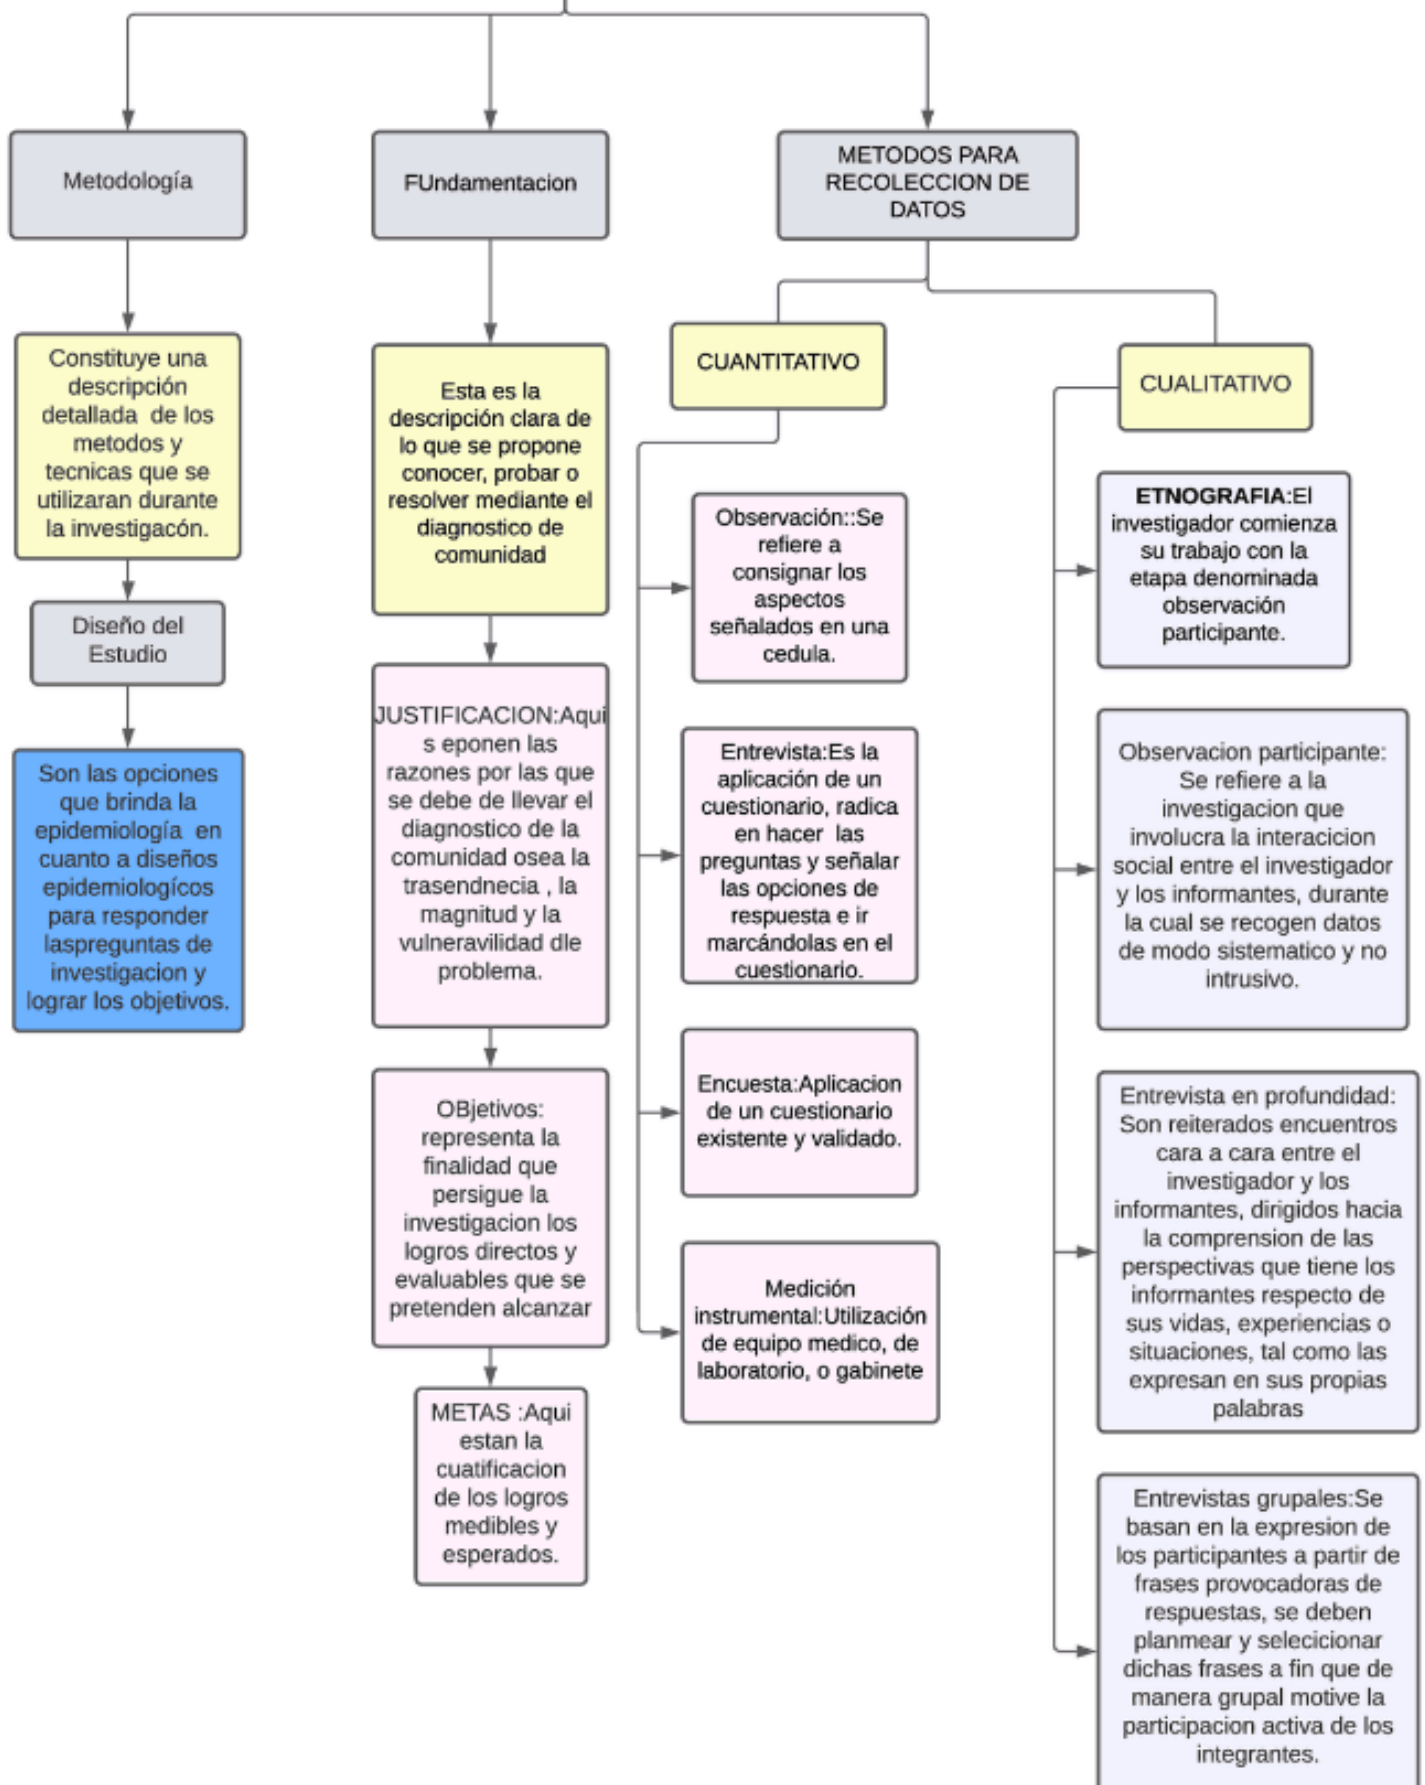 Metodología
Constituye una
descripción
detallada de los
metodos y
tecnicas que se
utilizaran durante
la investigacón.
Diseño del
Estudio
Son las opciones
que brinda la
epidemiología en
cuanto a diseños
epidemiologícos
para responder
laspreguntas de
investigacion y
lograr los objetivos.
FUndamentacion
Esta es la
descripción clara de
lo que se propone
conocer, probar o
resolver mediante el
diagnostico de
comunidad
JUSTIFICACION:Aqui
s eponen las
razones por las que
se debe de llevar el
diagnostico de la
comunidad osea la
trasendnecia , la
magnitud y la
vulneravilidad dle
problema.
OBjetivos:
representa la
finalidad que
persigue la
investigacion los
logros directos y
evaluables que se
pretenden alcanzar
METAS :Aqui
estan la
cuatificacion
de los logros
medibles y
esperados.
METODOS PARA
RECOLECCION DE
DATOS
CUANTITATIVO
Observación::Se
refiere a
consignar los
aspectos
señalados en una
cedula.
Entrevista:Es la
aplicación de un
cuestionario, radica
en hacer las
preguntas y señalar
las opciones de
respuesta e ir
marcándolas en el
cuestionario.
Encuesta:Aplicacion
de un cuestionario
existente y validado.
Medición
instrumental:Utilización
de equipo medico, de
laboratorio, o gabinete
CUALITATIVO
ETNOGRAFIA:El
investigador comienza
su trabajo con la
etapa denominada
observación
participante.
Observacion participante:
Se refiere a la
investigacion que
involucra la interacicion
social entre el investigador
y los informantes, durante
la cual se recogen datos
de modo sistematico y no
intrusivo.
Entrevista en profundidad:
Son reiterados encuentros
cara a cara entre el
investigador y los
informantes, dirigidos hacia
la comprension de las
perspectivas que tiene los
informantes respecto de
sus vidas, experiencias o
situaciones, tal como las
expresan en sus propias
palabras
Entrevistas grupales:Se
basan en la expresion de
los participantes a partir de
frases provocadoras de
respuestas, se deben
planmear y selecicionar
dichas frases a fin que de
manera grupal motive la
participacion activa de los
integrantes.